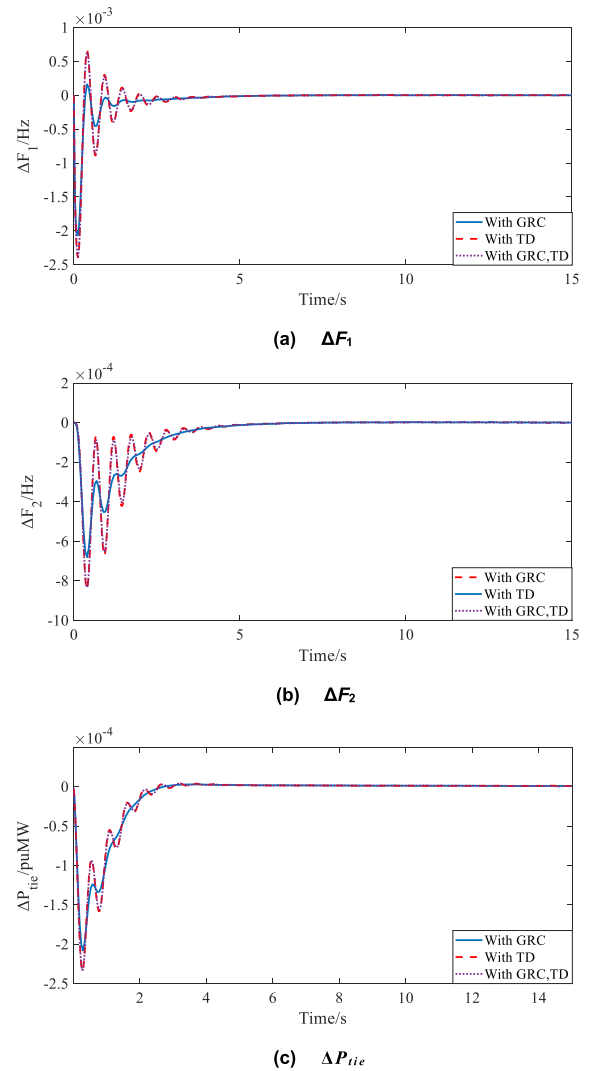 ×10⁻³
1
0.5
0
-0.5
-1
-1.5
-2
-2.5
ΔF₁/Hz
With GRC
With TD
With GRC,TD
0 5 10 15
Time/s
(a) ΔF₁
×10⁻⁴
2
0
-2
-4
-6
-8
-10
ΔF₂/Hz
With GRC
With TD
With GRC,TD
0 5 10 15
Time/s
(b) ΔF₂
×10⁻⁴
0
-0.5
-1
-1.5
-2
-2.5
ΔP_tie/puMW
With GRC
With TD
With GRC,TD
2 4 6 8 10 12 14
Time/s
(c) ΔP_tie